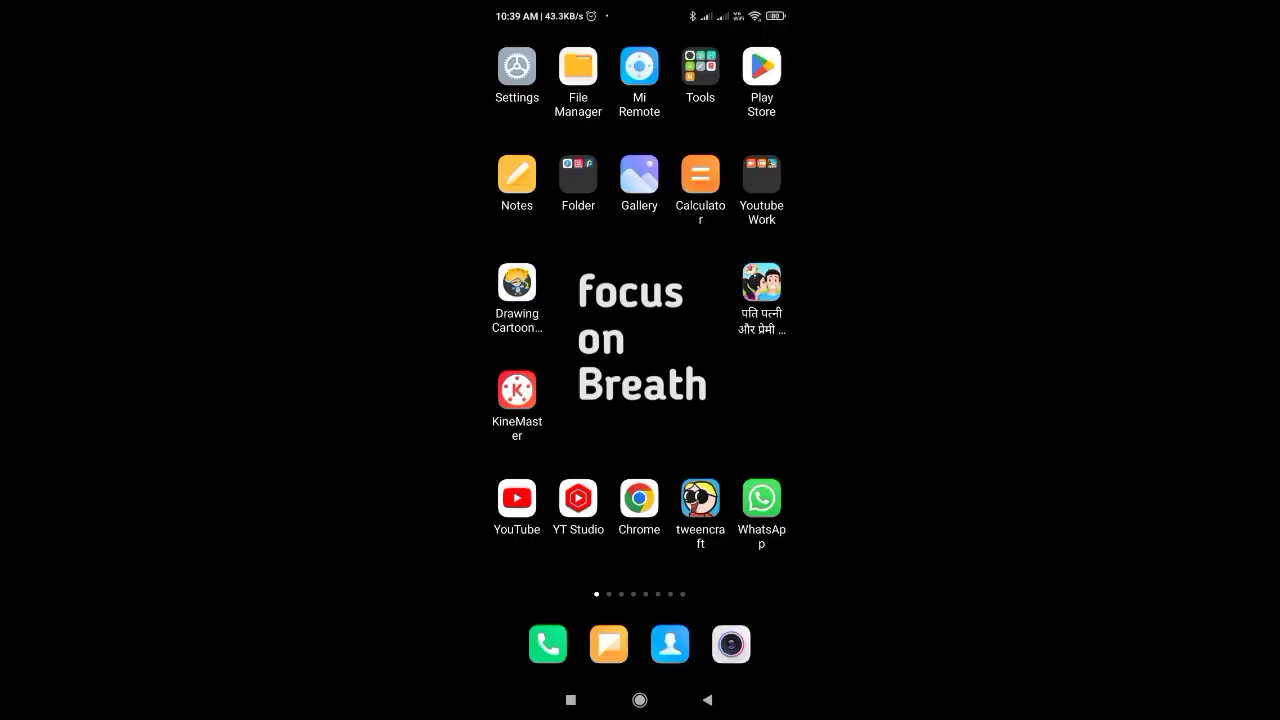 10:39 AM | 43.3KB/s
80
Settings
File Manager
Mi Remote
Tools
Play Store
Notes
Folder
Gallery
Calculato
r
Youtube Work
Drawing Cartoon...
focus
on
Breath
पति पत्नी
और प्रेमी ...
KineMast
er
YouTube
YT Studio
Chrome
tweencra
ft
WhatsAp
p